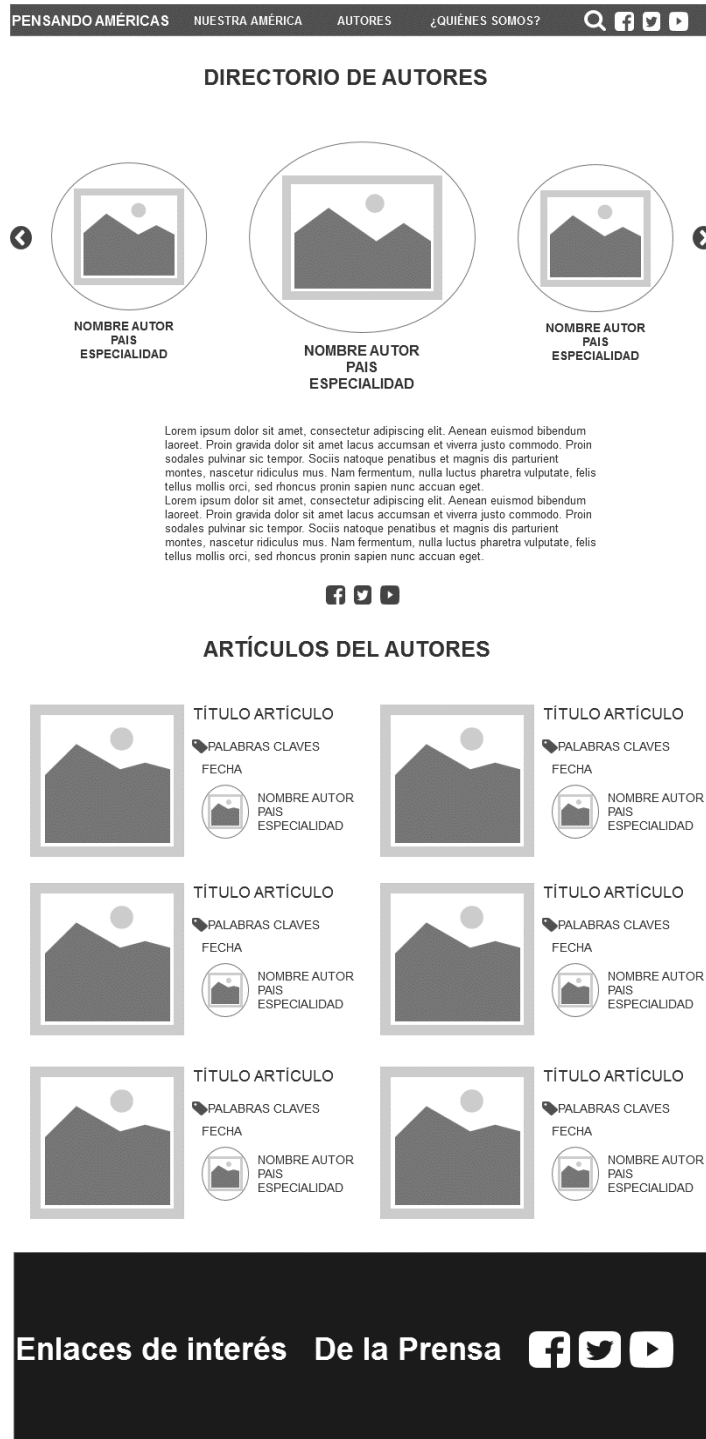 PENSANDO AMÉRICAS NUESTRA AMÉRICA AUTORES ¿QUIÉNES SOMOS?
DIRECTORIO DE AUTORES
NOMBRE AUTOR
PAIS
ESPECIALIDAD
NOMBRE AUTOR
PAIS
ESPECIALIDAD
NOMBRE AUTOR
PAIS
ESPECIALIDAD
Lorem ipsum dolor sit amet, consectetur adipiscing elit. Aenean euismod bibendum
laoreet. Proin gravida dolor sit amet lacus accumsan et viverra justo commodo. Proin
sodales pulvinar sic tempor. Sociis natoque penatibus et magnis dis parturient
montes, nascetur ridiculus mus. Nam fermentum, nulla luctus pharetra vulputate, felis
tellus mollis orci, sed rhoncus pronin sapien nunc accuan eget.
Lorem ipsum dolor sit amet, consectetur adipiscing elit. Aenean euismod bibendum
laoreet. Proin gravida dolor sit amet lacus accumsan et viverra justo commodo. Proin
sodales pulvinar sic tempor. Sociis natoque penatibus et magnis dis parturient
montes, nascetur ridiculus mus. Nam fermentum, nulla luctus pharetra vulputate, felis
tellus mollis orci, sed rhoncus pronin sapien nunc accuan eget.
ARTÍCULOS DEL AUTORES
TÍTULO ARTÍCULO
PALABRAS CLAVES
FECHA
NOMBRE AUTOR
PAIS
ESPECIALIDAD
TÍTULO ARTÍCULO
PALABRAS CLAVES
FECHA
NOMBRE AUTOR
PAIS
ESPECIALIDAD
TÍTULO ARTÍCULO
PALABRAS CLAVES
FECHA
NOMBRE AUTOR
PAIS
ESPECIALIDAD
TÍTULO ARTÍCULO
PALABRAS CLAVES
FECHA
NOMBRE AUTOR
PAIS
ESPECIALIDAD
TÍTULO ARTÍCULO
PALABRAS CLAVES
FECHA
NOMBRE AUTOR
PAIS
ESPECIALIDAD
TÍTULO ARTÍCULO
PALABRAS CLAVES
FECHA
NOMBRE AUTOR
PAIS
ESPECIALIDAD
Enlaces de interés De la Prensa